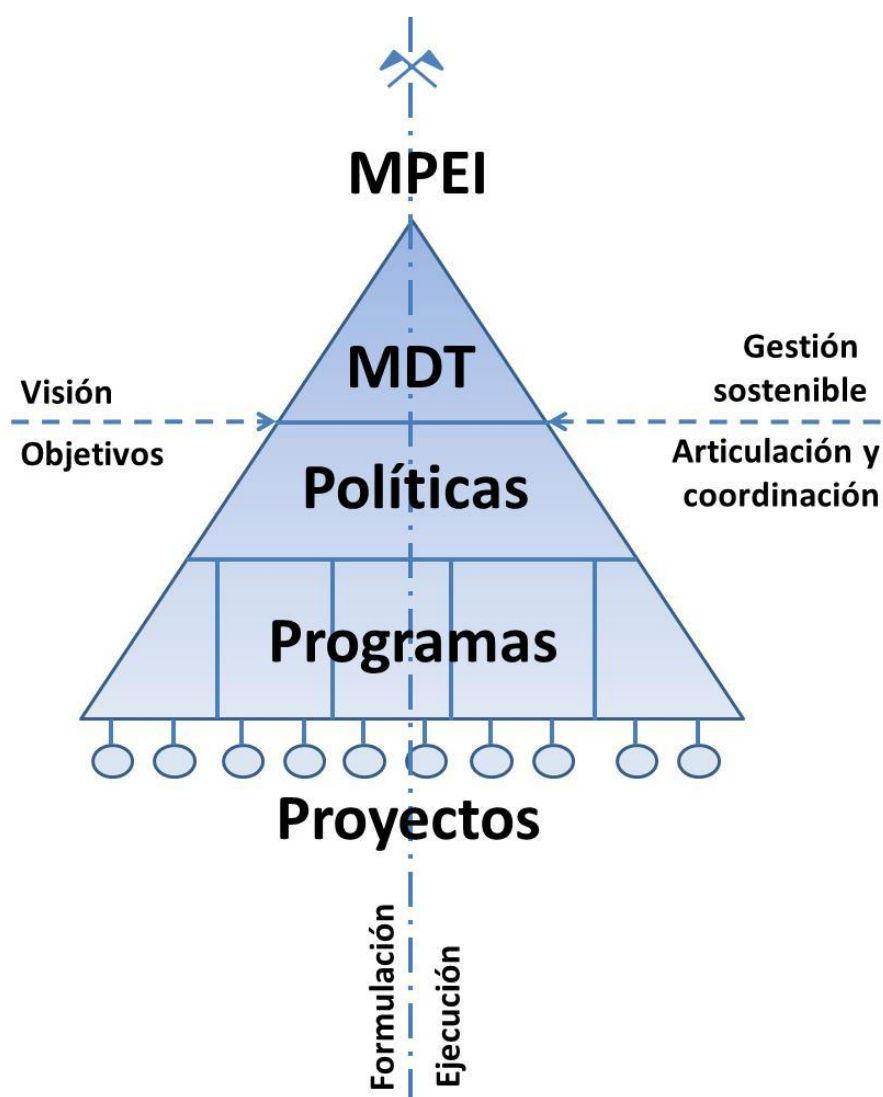 MPEI
MDT
Visión
Objetivos
Gestión
sostenible
Articulación y
coordinación
Políticas
Programas
Proyectos
Formulación
Ejecución